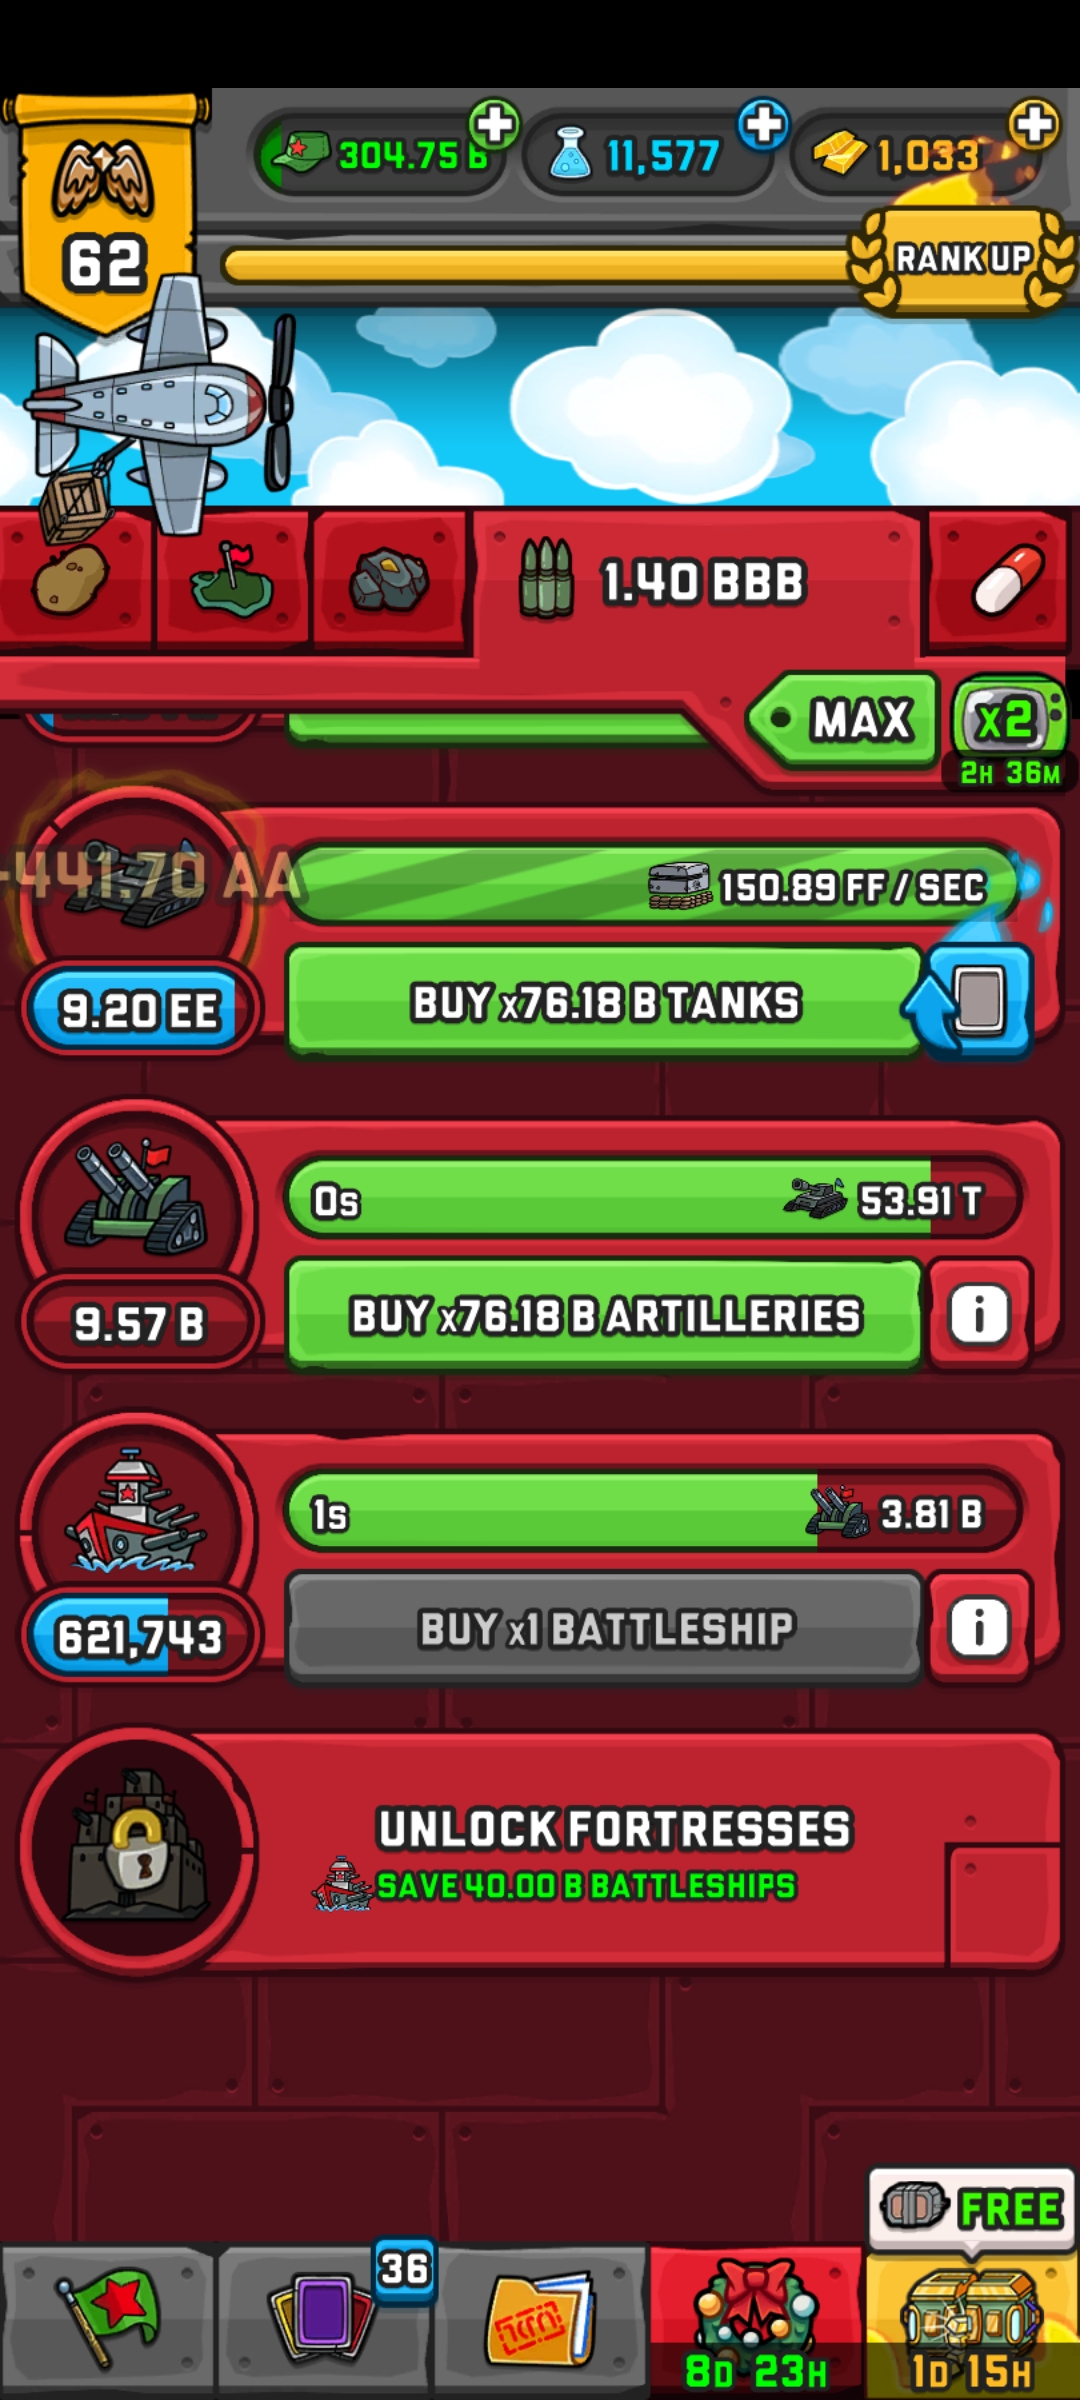 304.75 B
11,577
1,033
62
RANK UP
1.40 BBB
MAX
x2
2H 36M
-441.70 AA
150.89 FF / SEC
9.20 EE
BUY x76.18 B TANKS
0s
53.91 T
9.57 B
BUY x76.18 B ARTILLERIES
i
1s
3.81 B
621,743
BUY x1 BATTLESHIP
i
UNLOCK FORTRESSES
SAVE 40.00 B BATTLESHIPS
FREE
36
8D 23H
1D 15H